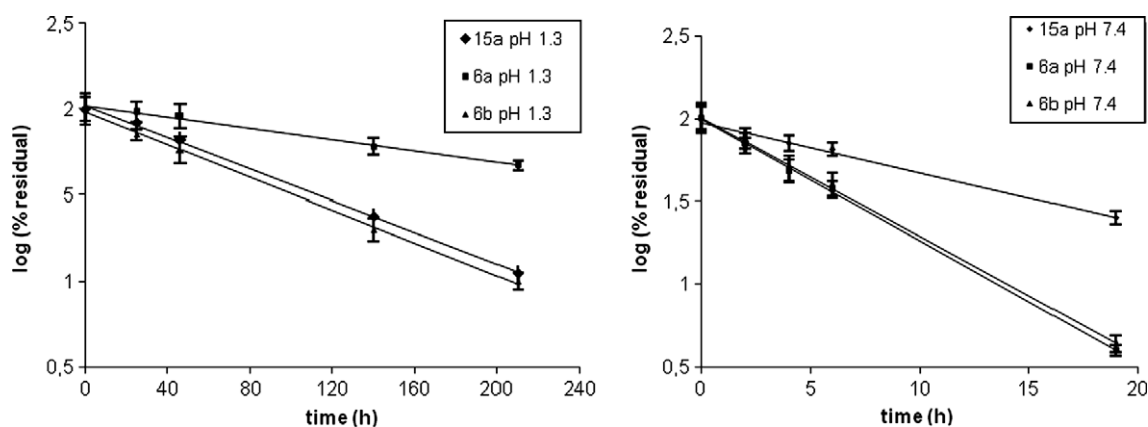 2,5
2
5
1
0,5
log (% residual)
0 40 80 120 160 200 240
time (h)
15a pH 1.3
6a pH 1.3
6b pH 1.3
2,5
2
1,5
1
0,5
log (% residual)
0 5 10 15 20
time (h)
15a pH 7.4
6a pH 7.4
6b pH 7.4